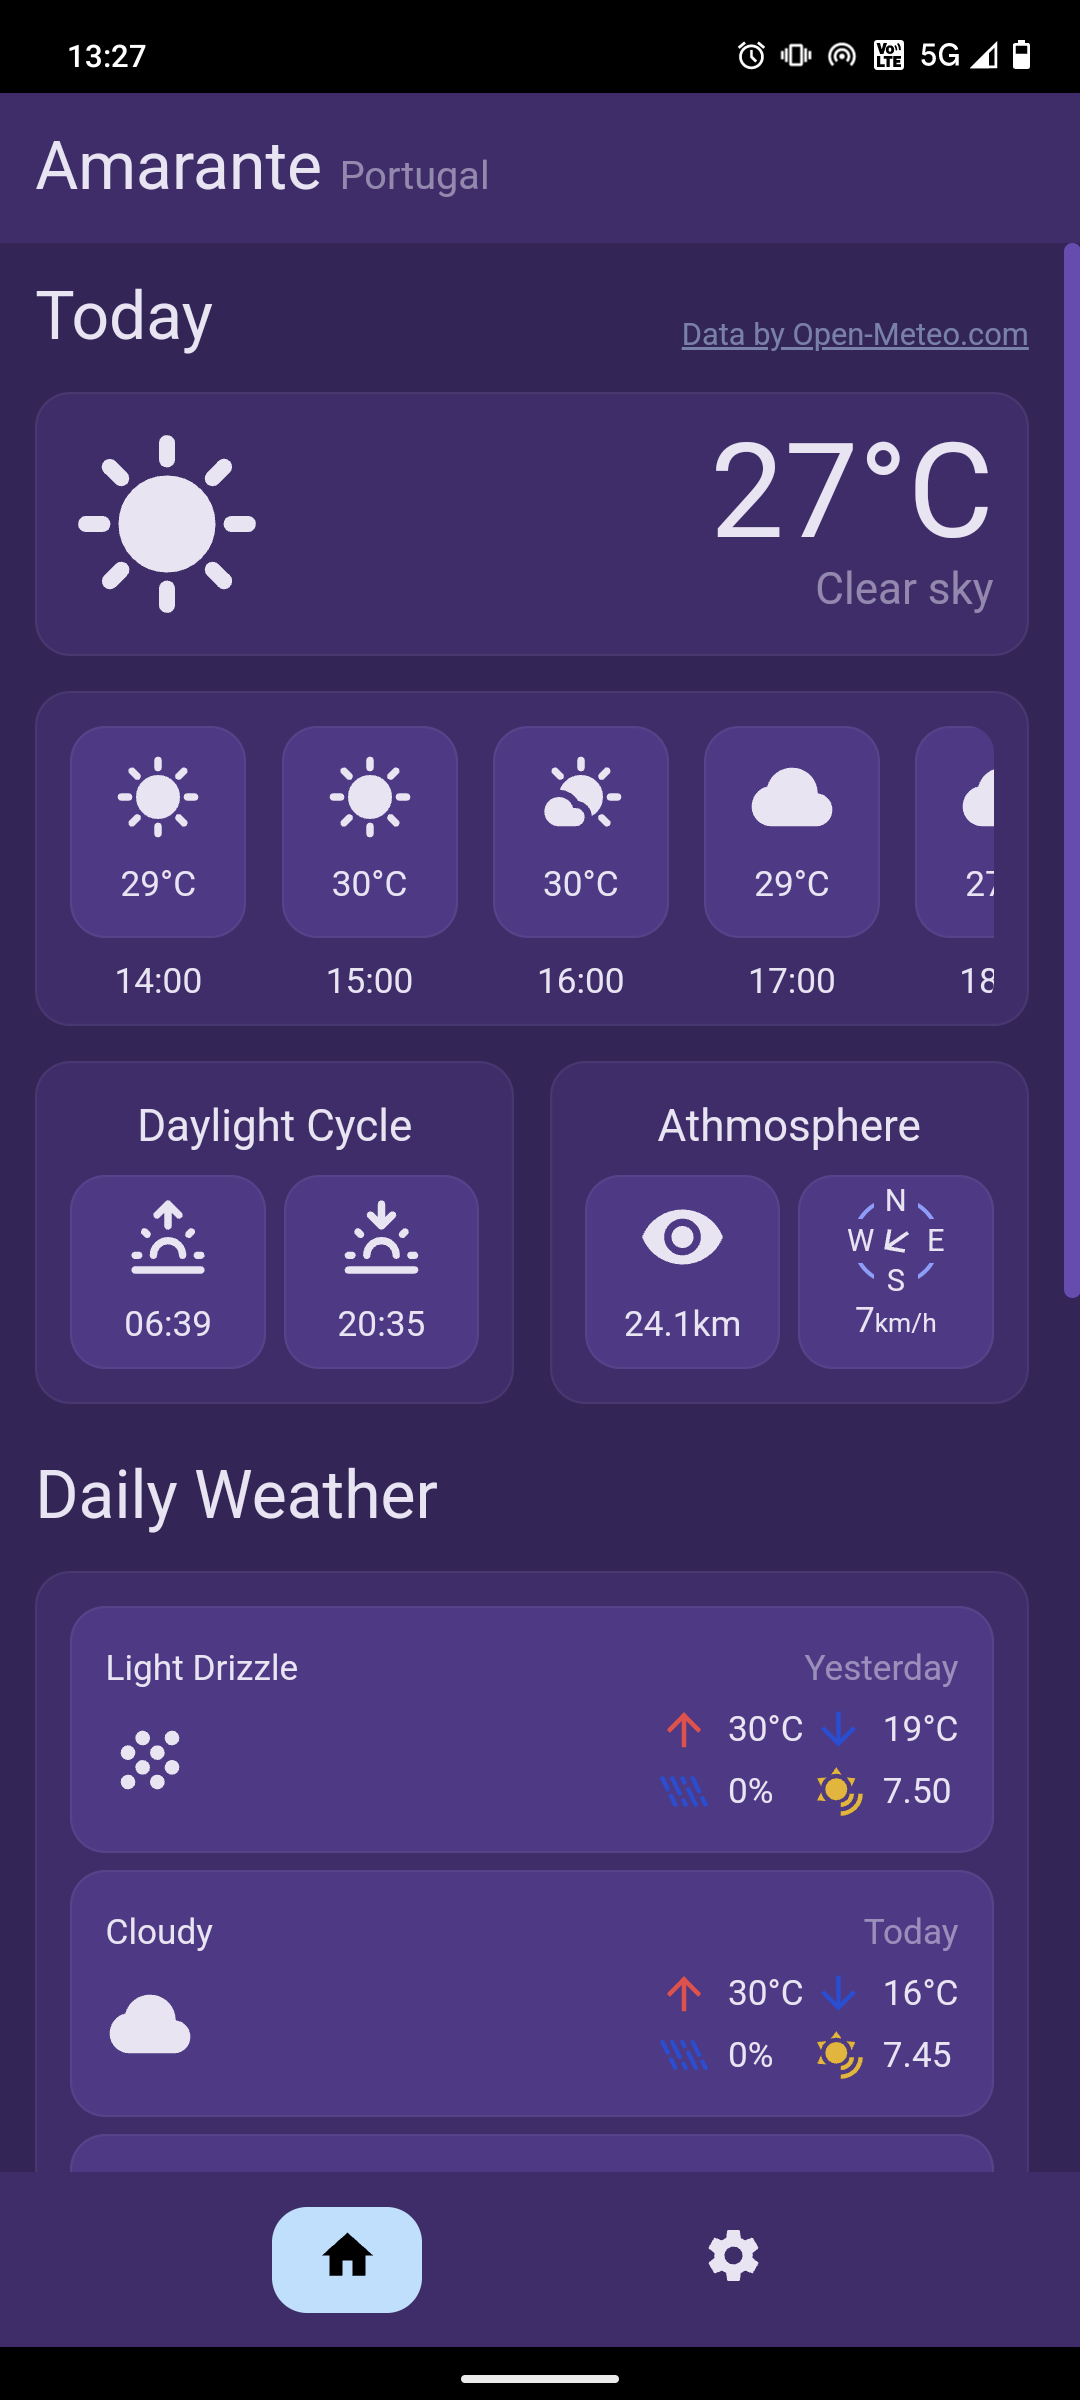 13:27 Vo LTE 5G
Amarante Portugal
Today
Data by Open-Meteo.com
27°C
Clear sky
29°C 30°C 30°C 29°C 27
14:00 15:00 16:00 17:00 18
Daylight Cycle Athmosphere
N
W E
S
06:39 20:35 24.1km 7km/h
Daily Weather
Light Drizzle Yesterday
30°C 19°C
0% 7.50
Cloudy Today
30°C 16°C
0% 7.45